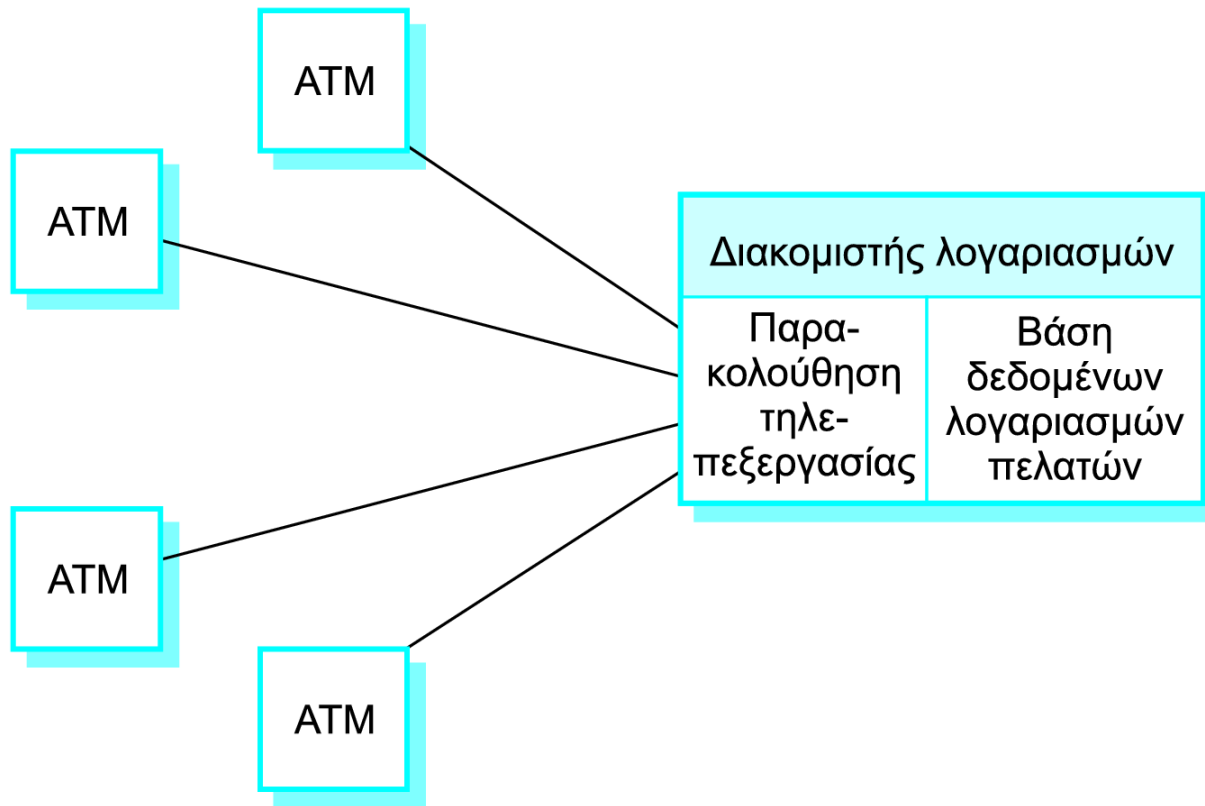 ATM
ATM
ATM
ATM
Διακομιστής λογαριασμών
Παρα-
κολούθηση
τηλε-
πεξεργασίας
Βάση
δεδομένων
λογαριασμών
πελατών